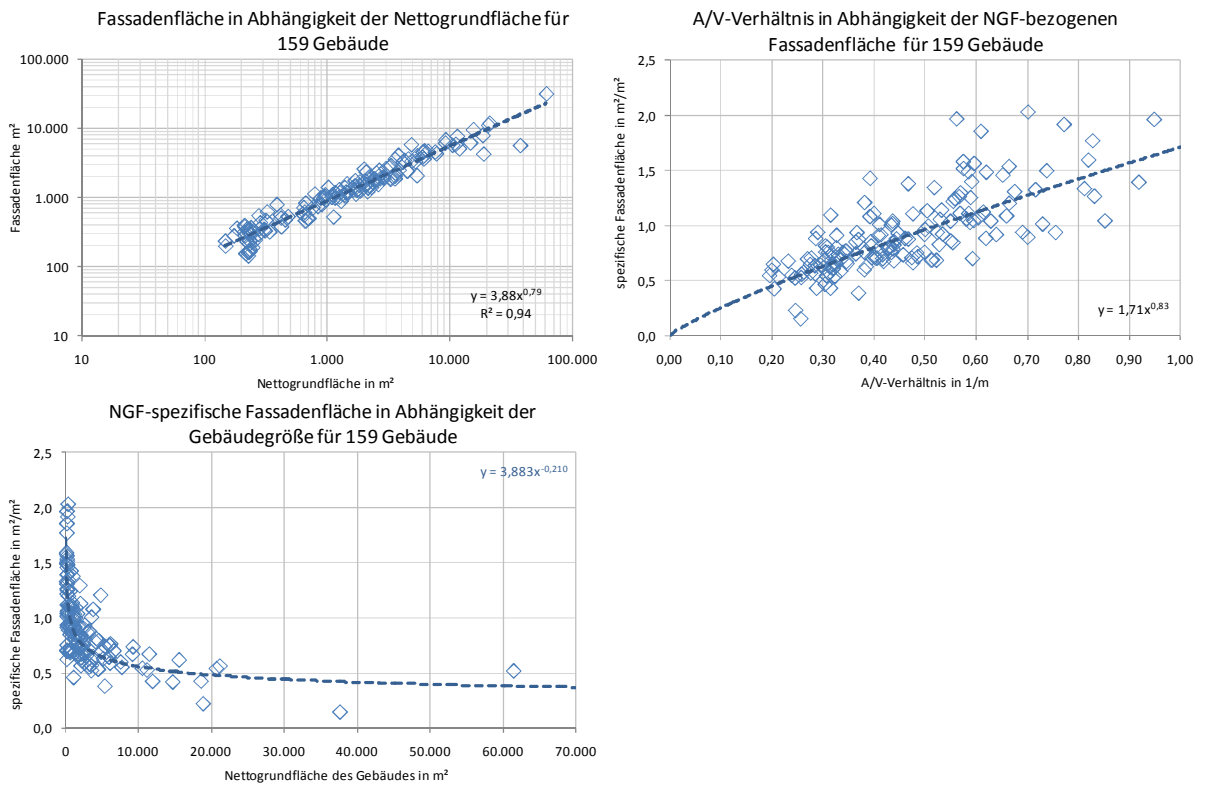 Fassadenfläche in Abhängigkeit der Nettogrundfläche für
159 Gebäude
100.000
10.000
1.000
100
10
Fassadenfläche m²
y = 3,88x^0,79
R² = 0,94
10 100 1.000 10.000 100.000
Nettogrundfläche in m²
A/V-Verhältnis in Abhängigkeit der NGF-bezogenen
Fassadenfläche für 159 Gebäude
2,5
2,0
1,5
1,0
0,5
0,0
spezifische Fassadenfläche in m²/m²
y = 1,71x^0,83
0,00 0,10 0,20 0,30 0,40 0,50 0,60 0,70 0,80 0,90 1,00
A/V-Verhältnis in 1/m
NGF-spezifische Fassadenfläche in Abhängigkeit der
Gebäudegröße für 159 Gebäude
2,5
2,0
1,5
1,0
0,5
0,0
spezifische Fassadenfläche in m²/m²
y = 3,883x^-0,210
0 10.000 20.000 30.000 40.000 50.000 60.000 70.000
Nettogrundfläche des Gebäudes in m²